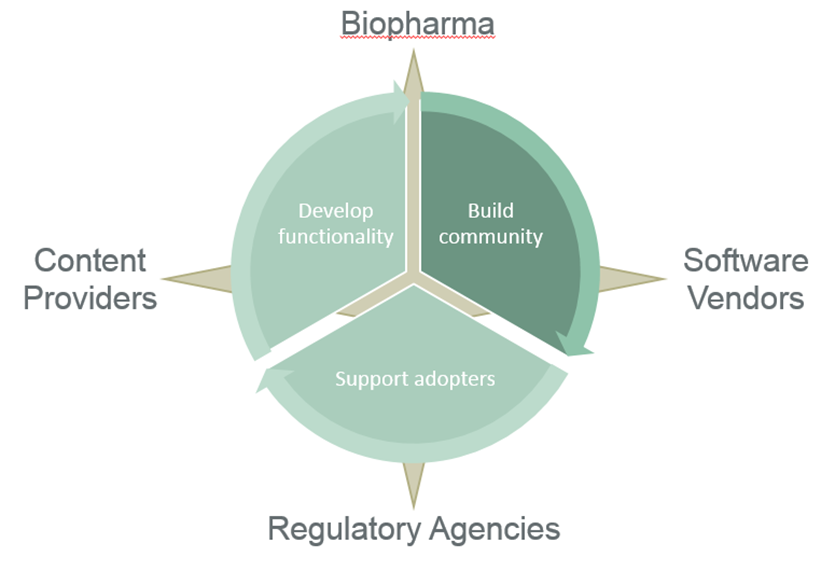 Biopharma
Develop
functionality
Build
community
Content
Providers
Software
Vendors
Support adopters
Regulatory Agencies